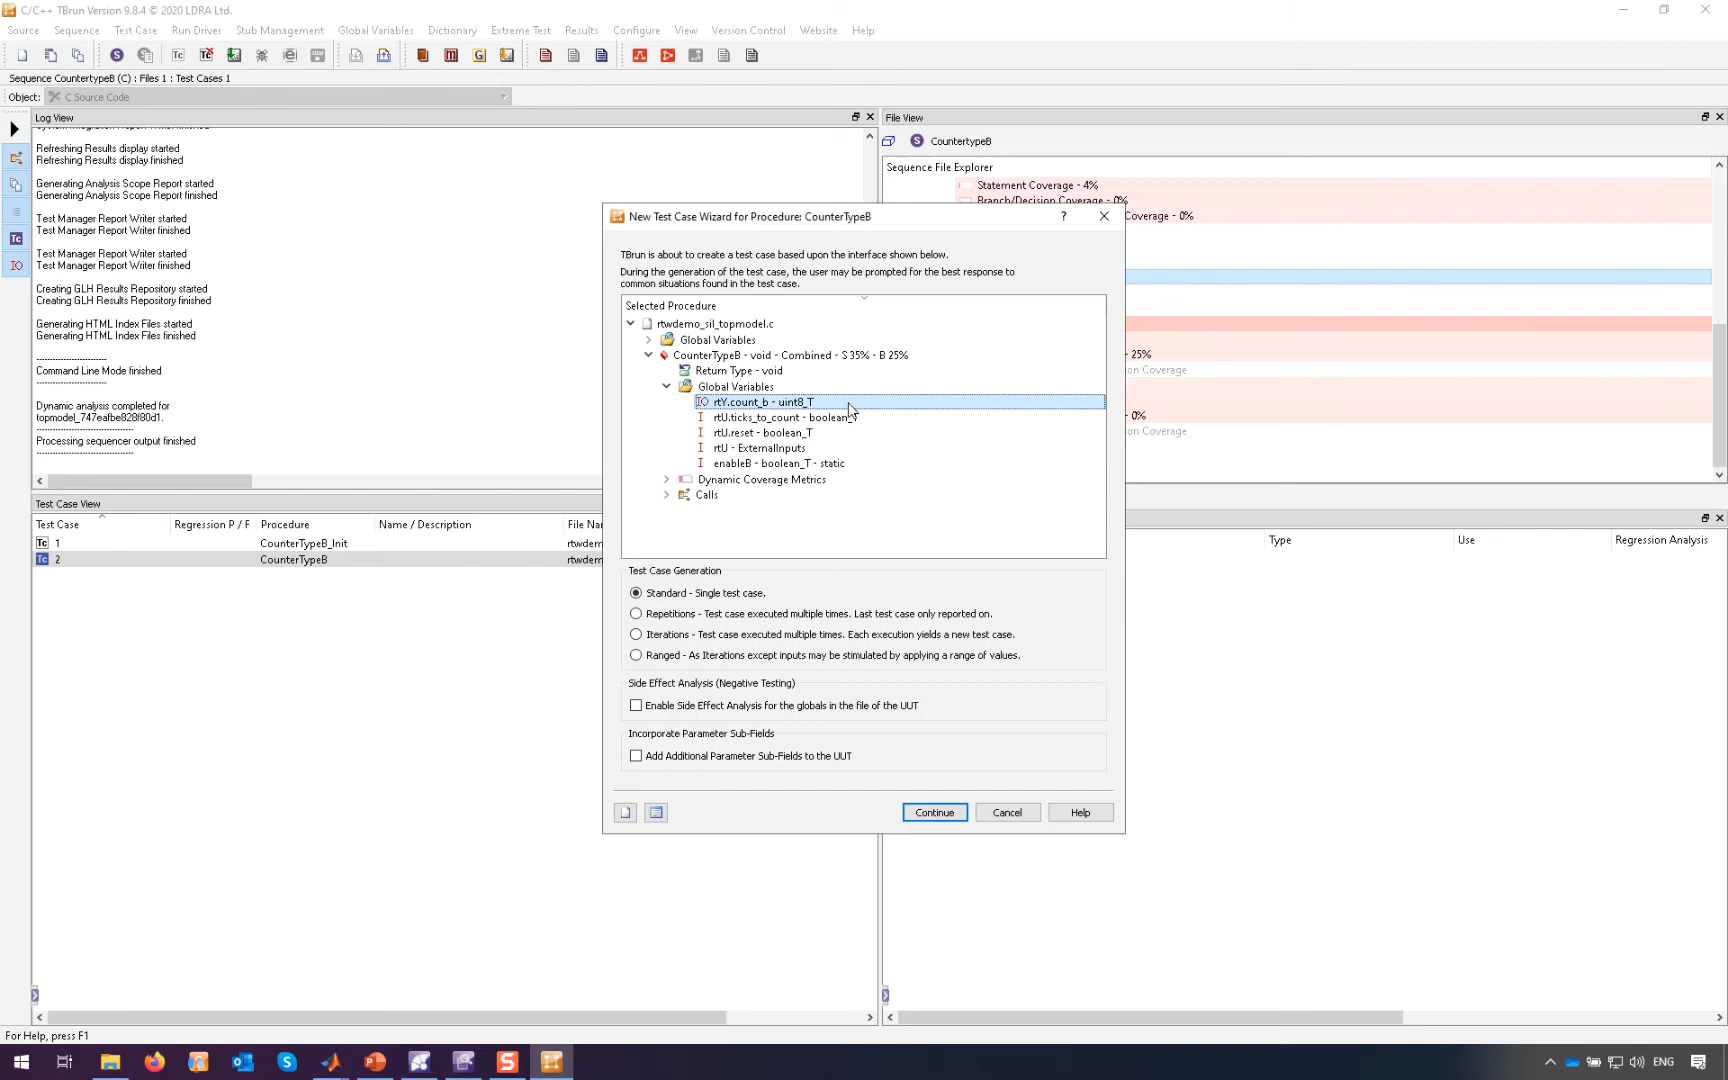 C/C++ TBrun Version 9.8.4 © 2020 LDRA Ltd.
Source Sequence Configure Test Case Run Driver Stub Management Global Variables Dictionary Extreme Test Results Configure View Version Control Website Help
Sequence CountertypeB (C) : Files 1 : Test Cases 1
Object: C Source Code
Log View
Refreshing Results display started
Refreshing Results display finished
Generating Analysis Scope Report started
Generating Analysis Scope Report finished
Test Manager Report Writer started
Test Manager Report Writer finished
Test Manager Report Writer started
Test Manager Report Writer finished
Creating GLH Results Repository started
Creating GLH Results Repository finished
Generating HTML Index Files started
Generating HTML Index Files finished
-------------------------
Command Line Mode finished
-------------------------
Dynamic analysis completed for
topmodel_747eafbe828f80d1.
-----------------------------------
Processing sequencer output finished
-----------------------------------
File View
CountertypeB
Sequence File Explorer
Statement Coverage - 4%
Branch/Decision Coverage - 0%
Coverage - 0%
- 25%
on Coverage
- 0%
on Coverage
New Test Case Wizard for Procedure: CounterTypeB
TBrun is about to create a test case based upon the interface shown below.
During the generation of the test case, the user may be prompted for the best response to
common situations found in the test case.
Selected Procedure
rtwdemo_sil_topmodel.c
Global Variables
CounterTypeB - void - Combined - S 35% - B 25%
Return Type - void
Global Variables
rtY.count_b - uint8_T
rtU.ticks_to_count - boolean_T
rtU.reset - boolean_T
rtU - ExternalInputs
enableB - boolean_T - static
Dynamic Coverage Metrics
Calls
Test Case Generation
Standard - Single test case.
Repetitions - Test case executed multiple times. Last test case only reported on.
Iterations - Test case executed multiple times. Each execution yields a new test case.
Ranged - As Iterations except inputs may be stimulated by applying a range of values.
Side Effect Analysis (Negative Testing)
Enable Side Effect Analysis for the globals in the file of the UUT
Incorporate Parameter Sub-Fields
Add Additional Parameter Sub-Fields to the UUT
Continue Cancel Help
Test Case View
Test Case Regression P / F Procedure Name / Description File Nar
Tc 1 CounterTypeB_Init rtwdem
Tc 2 CounterTypeB rtwdem
Type Use Regression Analysis
For Help, press F1
ENG